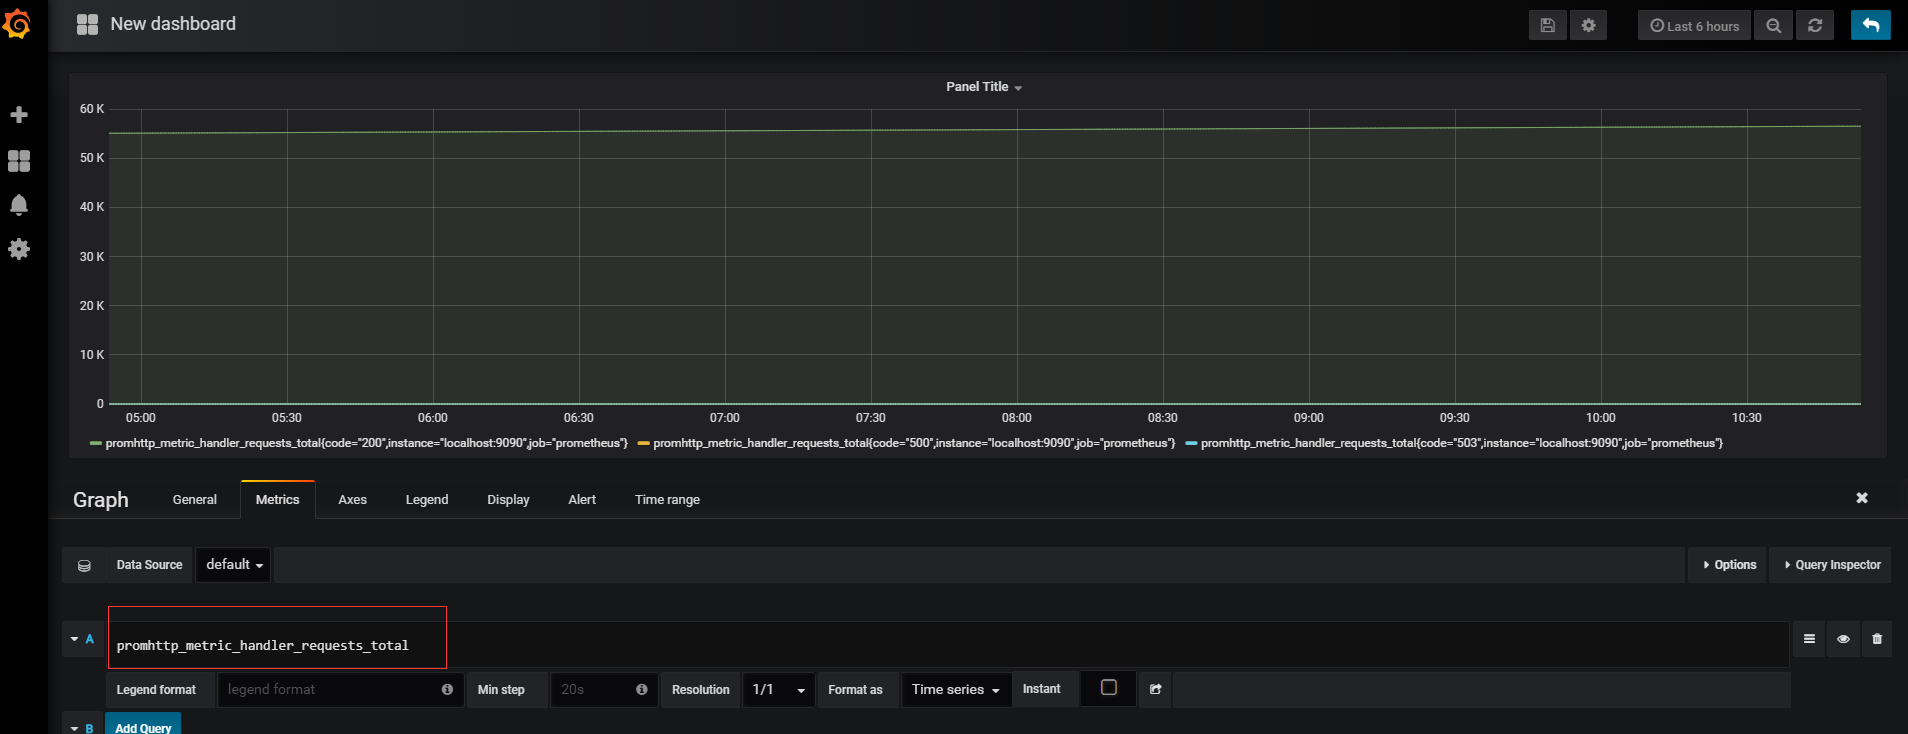 New dashboard
Last 6 hours
Panel Title
60 K
50 K
40 K
30 K
20 K
10 K
0
05:00 05:30 06:00 06:30 07:00 07:30 08:00 08:30 09:00 09:30 10:00 10:30
promhttp_metric_handler_requests_total{code="200",instance="localhost:9090",job="prometheus"} promhttp_metric_handler_requests_total{code="500",instance="localhost:9090",job="prometheus"} promhttp_metric_handler_requests_total{code="503",instance="localhost:9090",job="prometheus"}
Graph General Metrics Axes Legend Display Alert Time range
Data Source default Options Query Inspector
A promhttp_metric_handler_requests_total
Legend format legend format Min step 20s Resolution 1/1 Format as Time series Instant
B Add Query